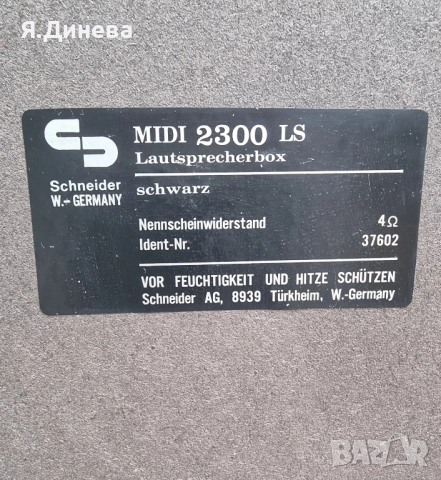 Я.Динева
MIDI 2300 LS
Lautsprecherbox
Schneider
W.-GERMANY
schwarz
Nennscheinwiderstand 4Ω
Ident-Nr. 37602
VOR FEUCHTIGKEIT UND HITZE SCHÜTZEN
Schneider AG, 8939 Türkheim, W.-Germany
BAZAR